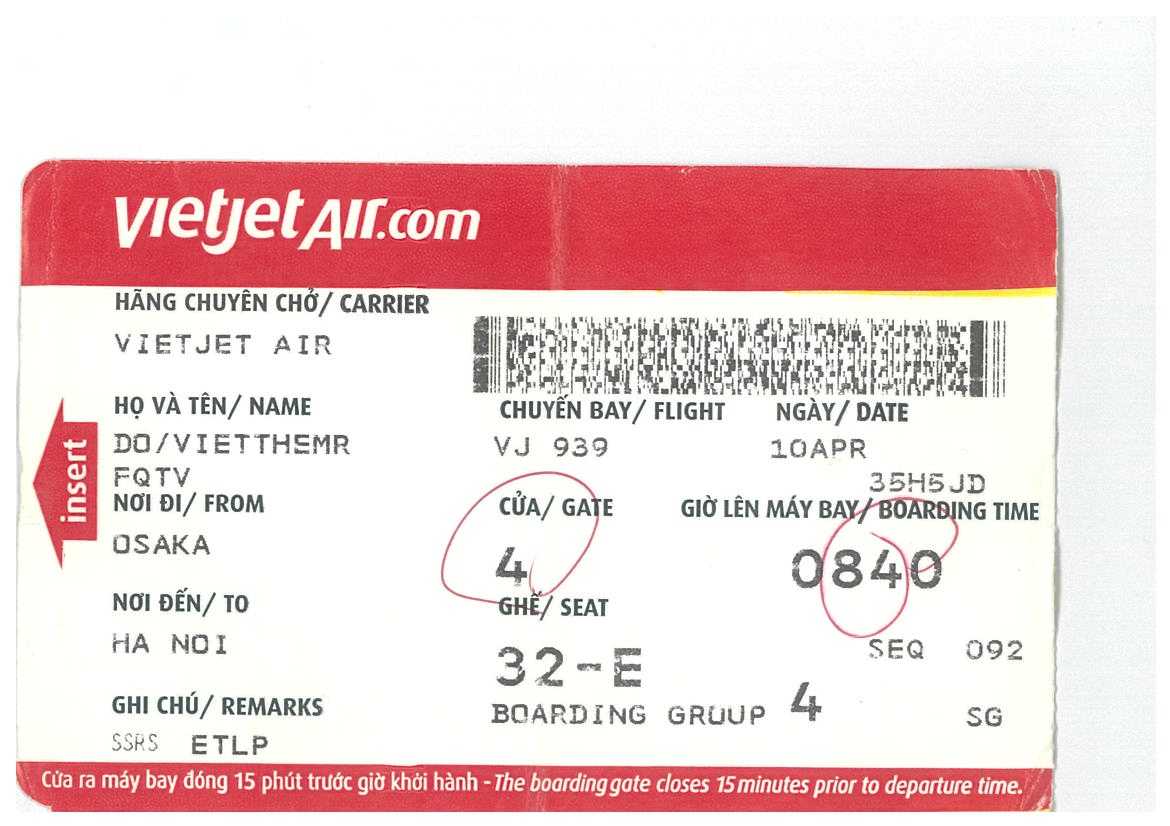 vietjetAir.com
HÃNG CHUYÊN CHỞ/ CARRIER
VIETJET AIR
HỌ VÀ TÊN/ NAME CHUYẾN BAY/ FLIGHT NGÀY/ DATE
DO/VIETTHEMR VJ 939 10APR
FQTV 35H5JD
NƠI ĐI/ FROM CỬA/ GATE GIỜ LÊN MÁY BAY/ BOARDING TIME
OSAKA 4 0840
NƠI ĐẾN/ TO GHẾ/ SEAT
HA NOI 32-E SEQ 092
GHI CHÚ/ REMARKS BOARDING GROUP 4 SG
SSRS ETLP
insert
Cửa ra máy bay đóng 15 phút trước giờ khởi hành - The boarding gate closes 15 minutes prior to departure time.